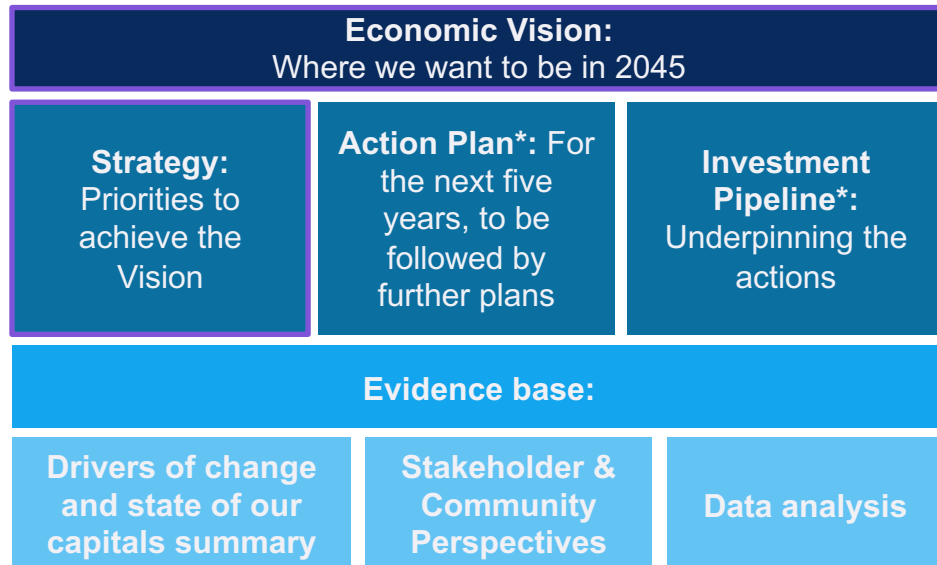 Economic Vision:
Where we want to be in 2045
Strategy:
Priorities to
achieve the
Vision
Action Plan*: For
the next five
years, to be
followed by
further plans
Investment
Pipeline*:
Underpinning the
actions
Evidence base:
Drivers of change
and state of our
capitals summary
Stakeholder &
Community
Perspectives
Data analysis